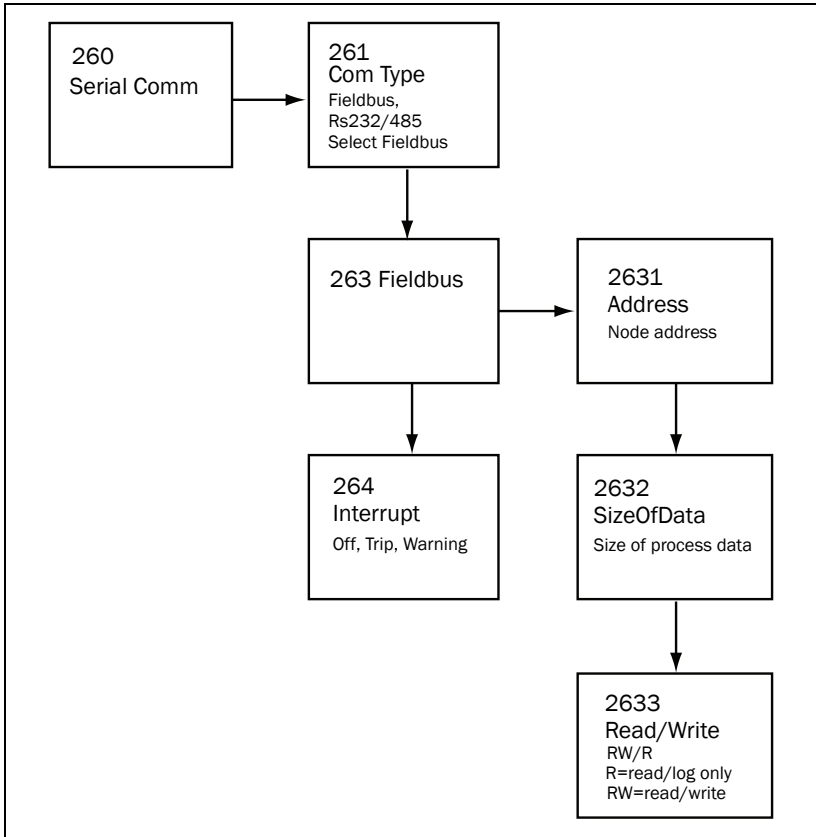 260
Serial Comm
261
Com Type
Fieldbus,
Rs232/485
Select Fieldbus
263 Fieldbus
2631
Address
Node address
264
Interrupt
Off, Trip, Warning
2632
SizeOfData
Size of process data
2633
Read/Write
RW/R
R=read/log only
RW=read/write